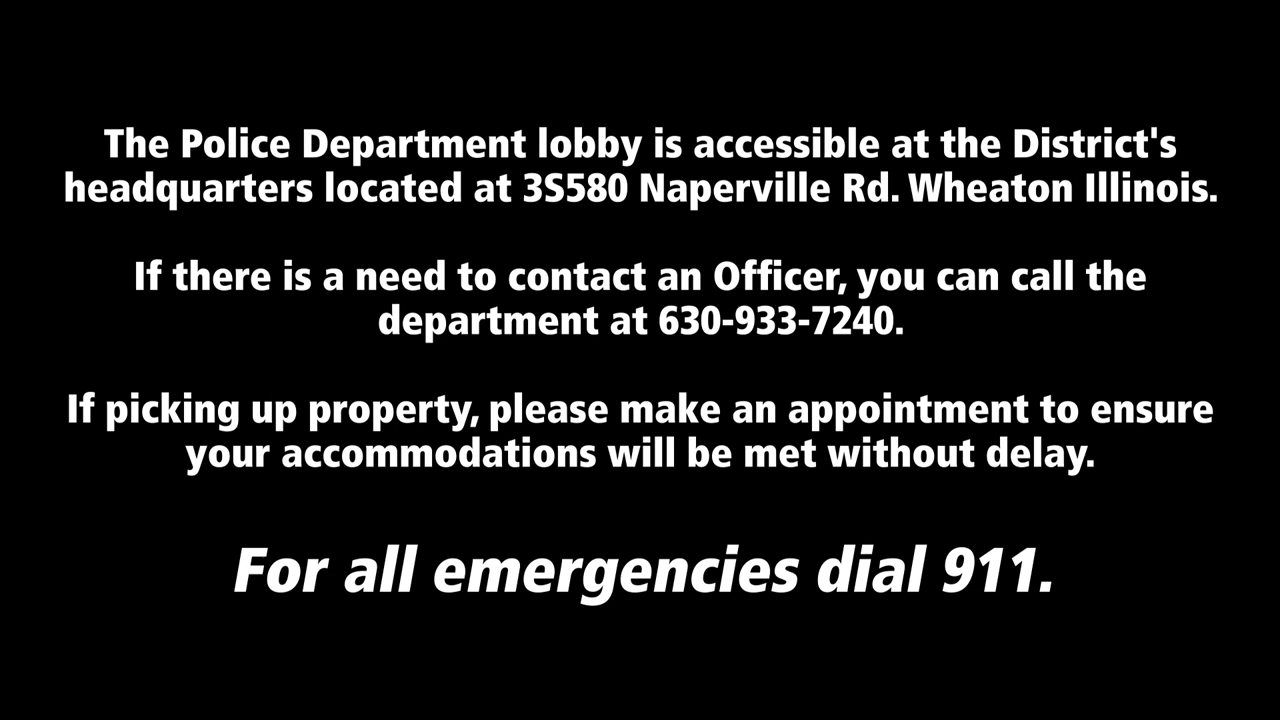 The Police Department lobby is accessible at the District's
headquarters located at 3S580 Naperville Rd. Wheaton Illinois.
If there is a need to contact an Officer, you can call the
department at 630-933-7240.
If picking up property, please make an appointment to ensure
your accommodations will be met without delay.
For all emergencies dial 911.